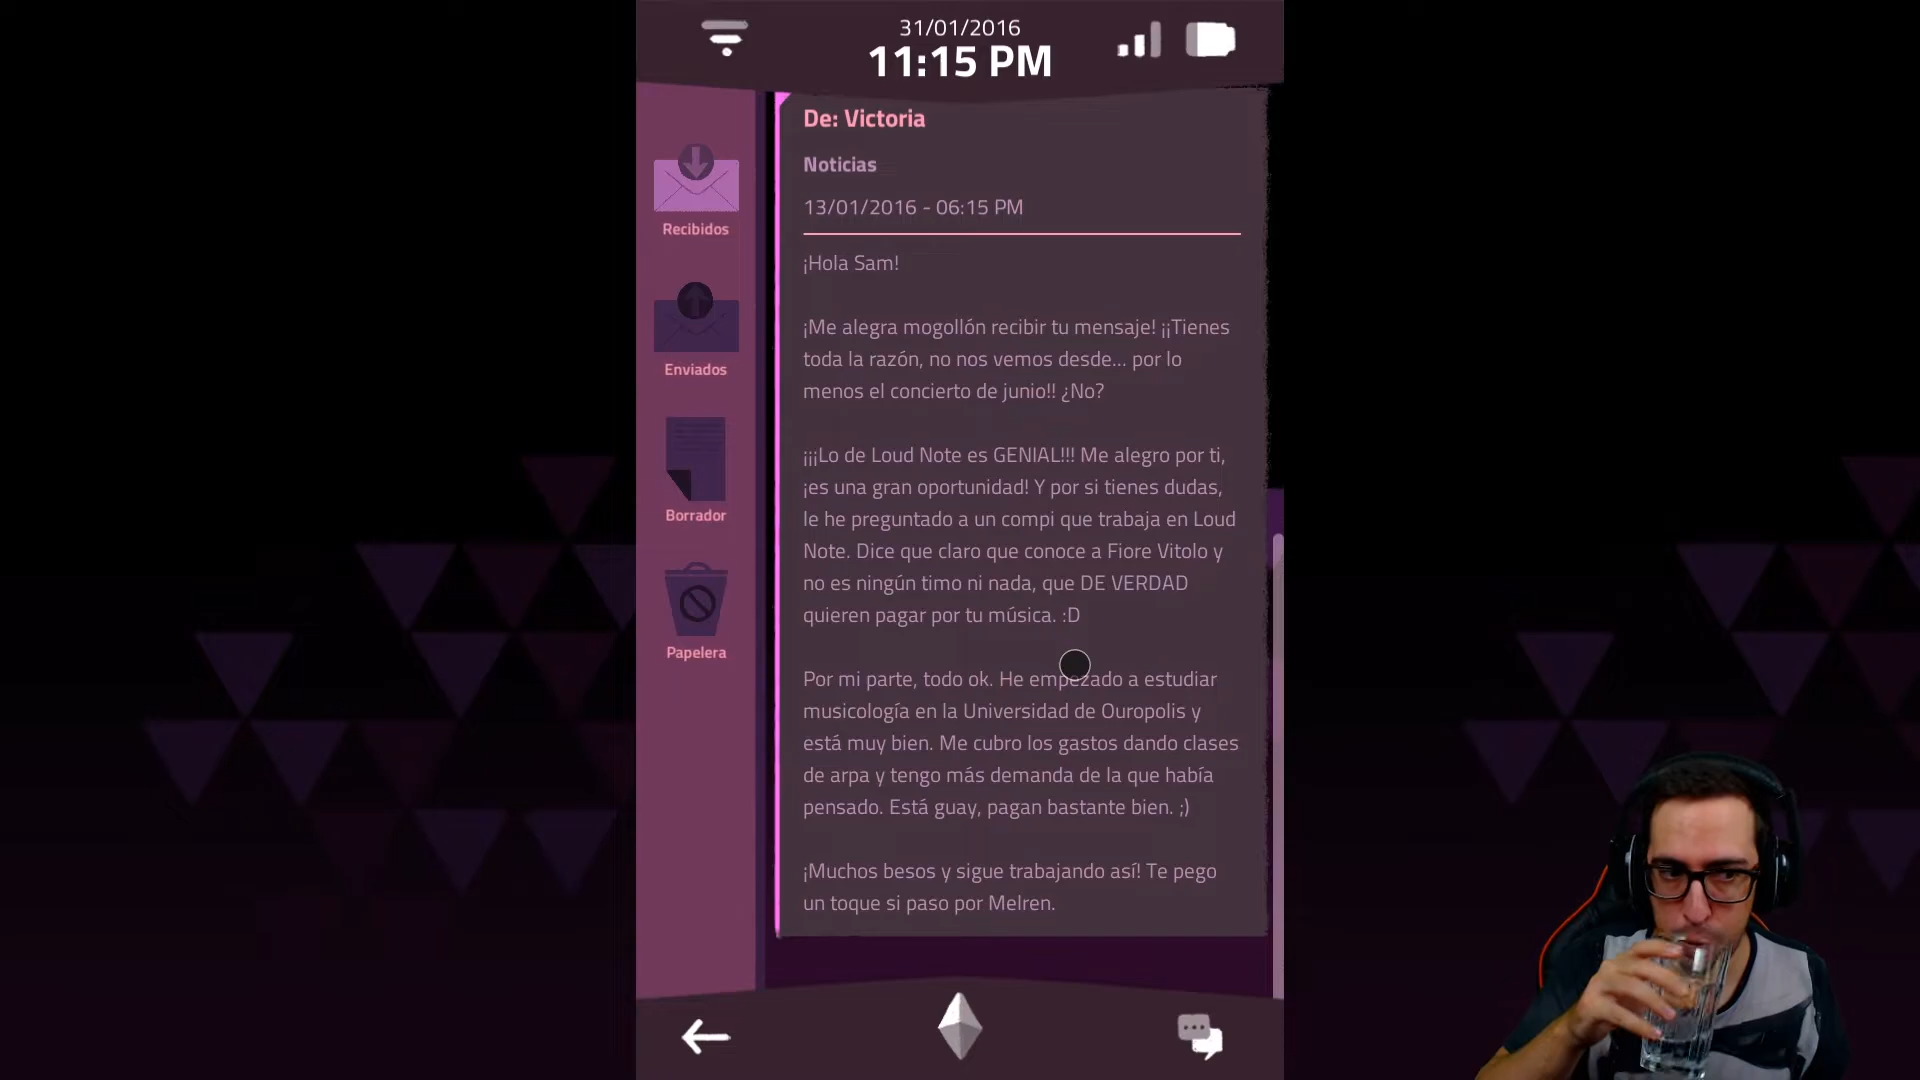 31/01/2016
11:15 PM
De: Victoria
Noticias
13/01/2016 - 06:15 PM
¡Hola Sam!
¡Me alegra mogollón recibir tu mensaje! ¡¡Tienes
toda la razón, no nos vemos desde... por lo
menos el concierto de junio!! ¿No?
¡¡¡Lo de Loud Note es GENIAL!!! Me alegro por ti,
¡es una gran oportunidad! Y por si tienes dudas,
le he preguntado a un compi que trabaja en Loud
Note. Dice que claro que conoce a Fiore Vitolo y
no es ningún timo ni nada, que DE VERDAD
quieren pagar por tu música. :D
Por mi parte, todo ok. He empezado a estudiar
musicología en la Universidad de Ouropolis y
está muy bien. Me cubro los gastos dando clases
de arpa y tengo más demanda de la que había
pensado. Está guay, pagan bastante bien. ;)
¡Muchos besos y sigue trabajando así! Te pego
un toque si paso por Melren.
Recibidos
Enviados
Borrador
Papelera